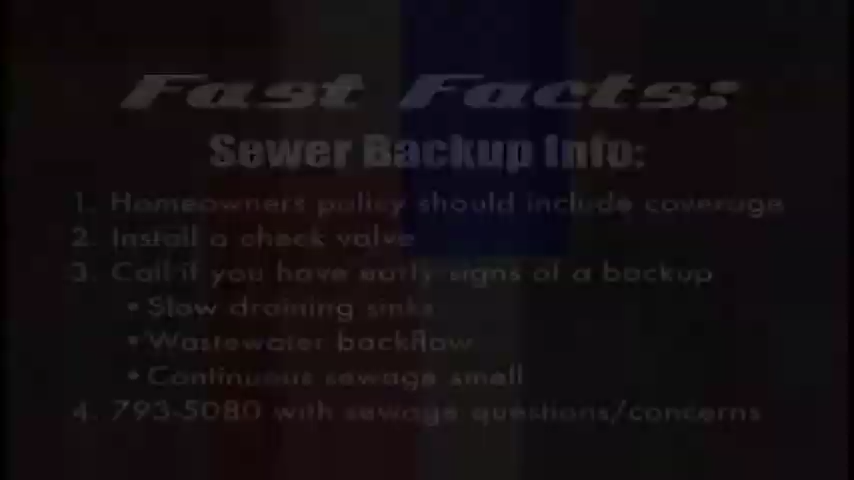 Fast Facts:
Sewer Backup Info:
1. Homeowners policy should include coverage
2. Install a check valve
3. Call if you have early signs of a backup
• Slow draining sinks
• Wastewater backflow
• Continuous sewage smell
4. 793-5080 with sewage questions/concerns